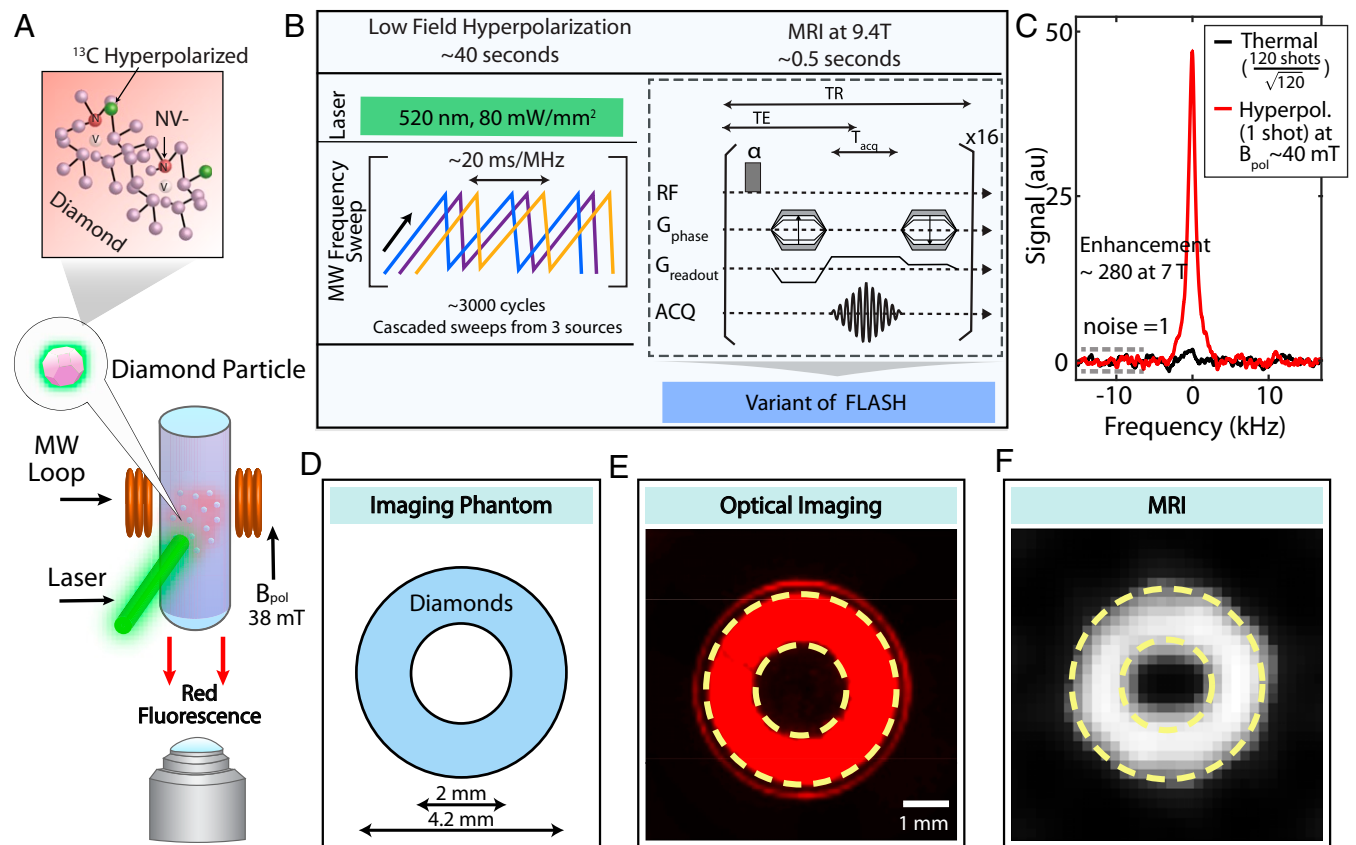 A
¹³C Hyperpolarized
NV-
N
V
N
V
Diamond
Diamond Particle
MW
Loop
Laser
Bpol
38 mT
Red
Fluorescence
B
Low Field Hyperpolarization
~40 seconds
MRI at 9.4T
~0.5 seconds
Laser
520 nm, 80 mW/mm²
MW Frequency
Sweep
~20 ms/MHz
~3000 cycles
Cascaded sweeps from 3 sources
TR
TE
Tacq
x16
α
RF
Gphase
Greadout
ACQ
Variant of FLASH
C
Signal (au)
50
25
0
Thermal
(120 shots/√120)
Hyperpol.
(1 shot) at
Bpol~40 mT
Enhancement
~ 280 at 7 T
noise =1
-10
0
10
Frequency (kHz)
D
Imaging Phantom
Diamonds
2 mm
4.2 mm
E
Optical Imaging
1 mm
F
MRI